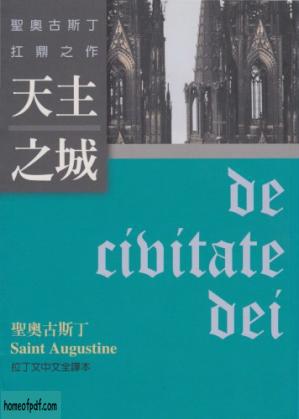 聖奧古斯丁
扛鼎之作
天主
之城
de
civitate
dei
聖奧古斯丁
Saint Augustine
拉丁文中文全譯本
homeofpdf.com